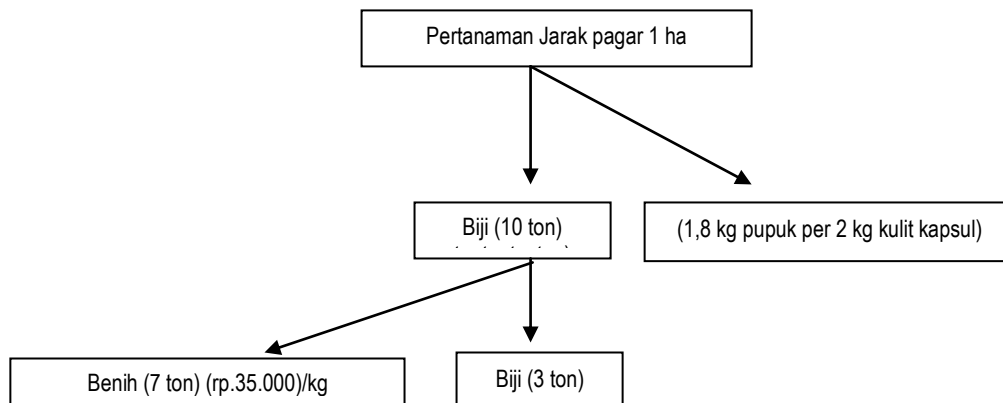 Pertanaman Jarak pagar 1 ha
Biji (10 ton)
(1,8 kg pupuk per 2 kg kulit kapsul)
Benih (7 ton) (rp.35.000)/kg
Biji (3 ton)